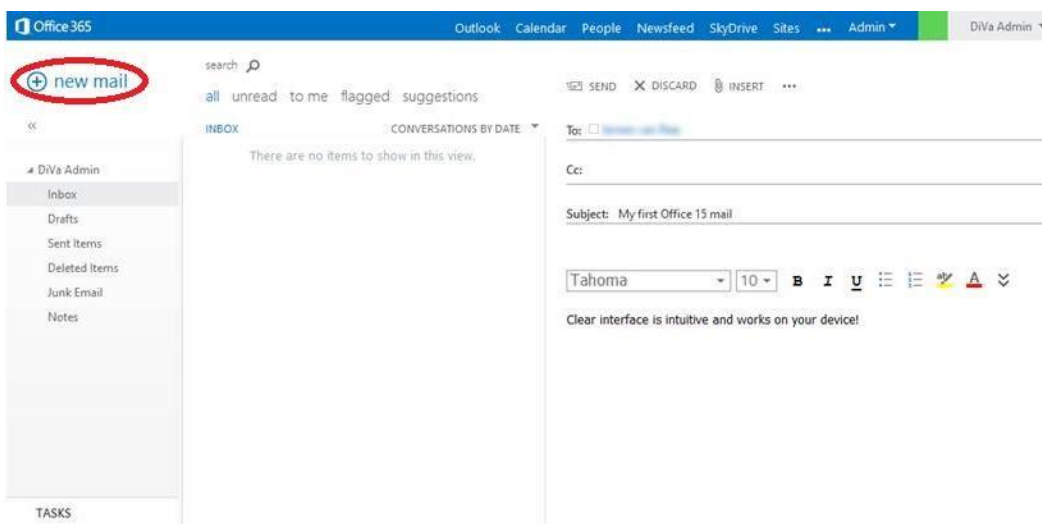 Office 365
Outlook Calendar People Newsfeed SkyDrive Sites ••• Admin DiVa Admin
new mail
search
all unread to me flagged suggestions
INBOX CONVERSATIONS BY DATE
There are no items to show in this view.
DiVa Admin
Inbox
Drafts
Sent Items
Deleted Items
Junk Email
Notes
TASKS
SEND DISCARD INSERT •••
To:
Cc:
Subject: My first Office 15 mail
Tahoma 10 B I U aby A
Clear interface is intuitive and works on your device!